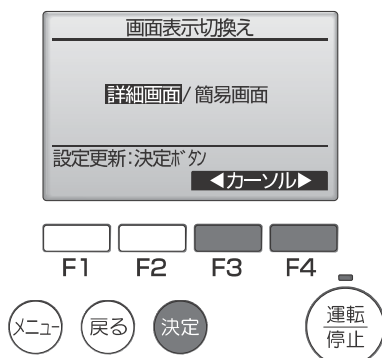 画面表示切換え
詳細画面/簡易画面
設定更新:決定ボタン
◀カーソル▶
F1 F2 F3 F4
メニュー 戻る 決定 運転
停止